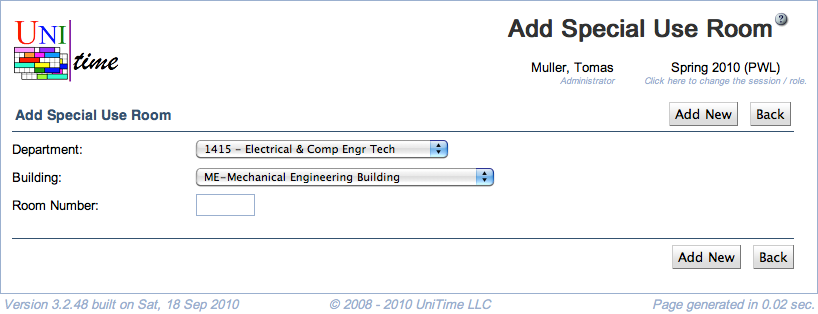 UNI
time
Add Special Use Room ?
Muller, Tomas Spring 2010 (PWL)
Administrator Click here to change the session / role.
Add Special Use Room Add New Back
Department: 1415 - Electrical & Comp Engr Tech
Building: ME-Mechanical Engineering Building
Room Number:
Add New Back
Version 3.2.48 built on Sat, 18 Sep 2010 © 2008 - 2010 UniTime LLC Page generated in 0.02 sec.